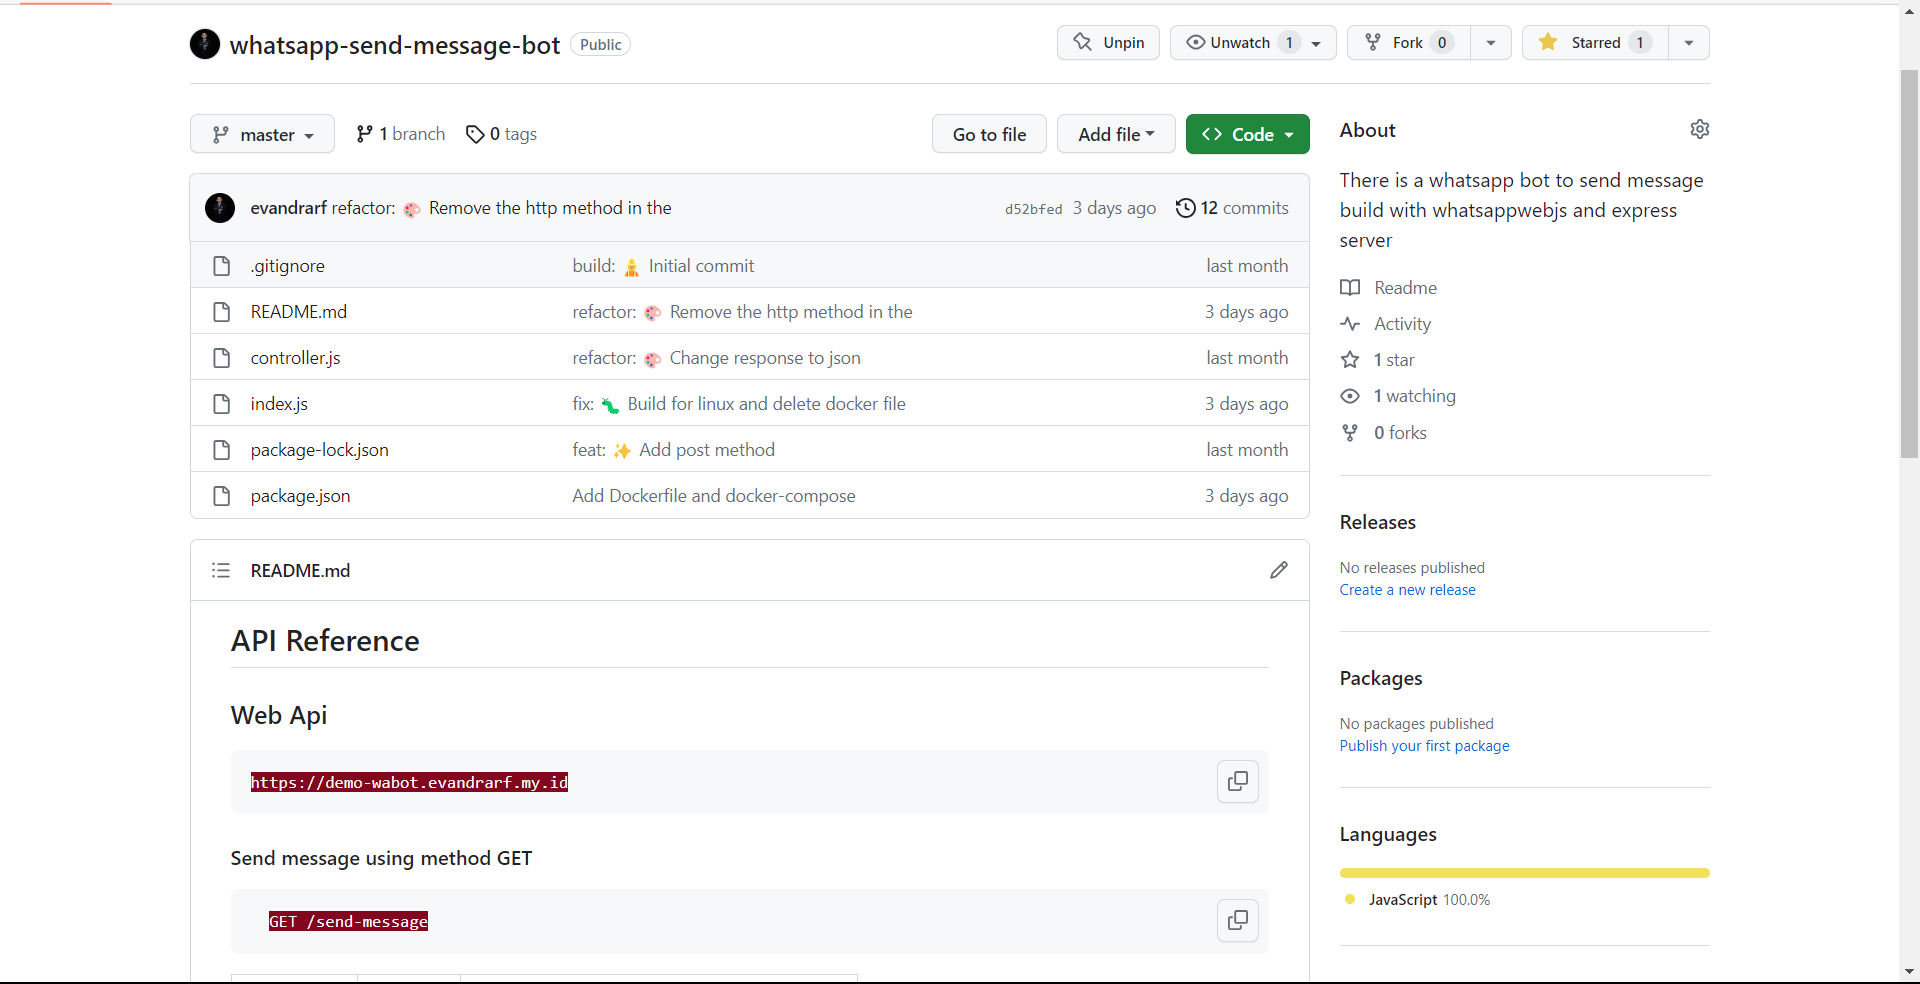 whatsapp-send-message-bot Public
Unpin
Unwatch 1
Fork 0
Starred 1
master
1 branch
0 tags
Go to file
Add file
Code
evandrarf refactor: 🎨 Remove the http method in the
d52bfed 3 days ago
12 commits
.gitignore build: Initial commit last month
README.md refactor: 🎨 Remove the http method in the 3 days ago
controller.js refactor: 🎨 Change response to json last month
index.js fix: 🐛 Build for linux and delete docker file 3 days ago
package-lock.json feat: ✨ Add post method last month
package.json Add Dockerfile and docker-compose 3 days ago
README.md
API Reference
Web Api
https://demo-wabot.evandrarf.my.id
Send message using method GET
GET /send-message
About
There is a whatsapp bot to send message
build with whatsappwebjs and express
server
Readme
Activity
1 star
1 watching
0 forks
Releases
No releases published
Create a new release
Packages
No packages published
Publish your first package
Languages
JavaScript 100.0%